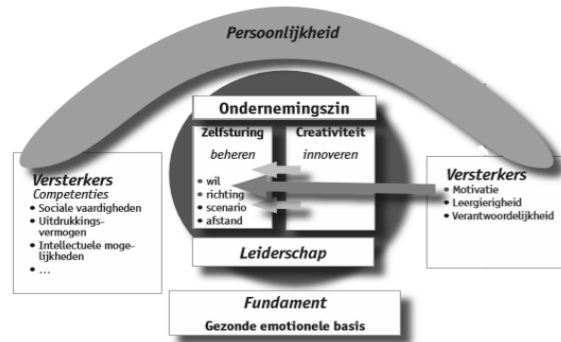 Persoonlijkheid
Ondernemingszin
Zelfsturing
beheren
• wil
• richting
• scenario
• afstand
Creativiteit
innoveren
Leiderschap
Versterkers
Competenties
• Sociale vaardigheden
• Uitdrukkings-
vermogen
• Intellectuele moge-
lijkheden
• ...
Versterkers
• Motivatie
• Leergierigheid
• Verantwoordelijkheid
Fundament
Gezonde emotionele basis